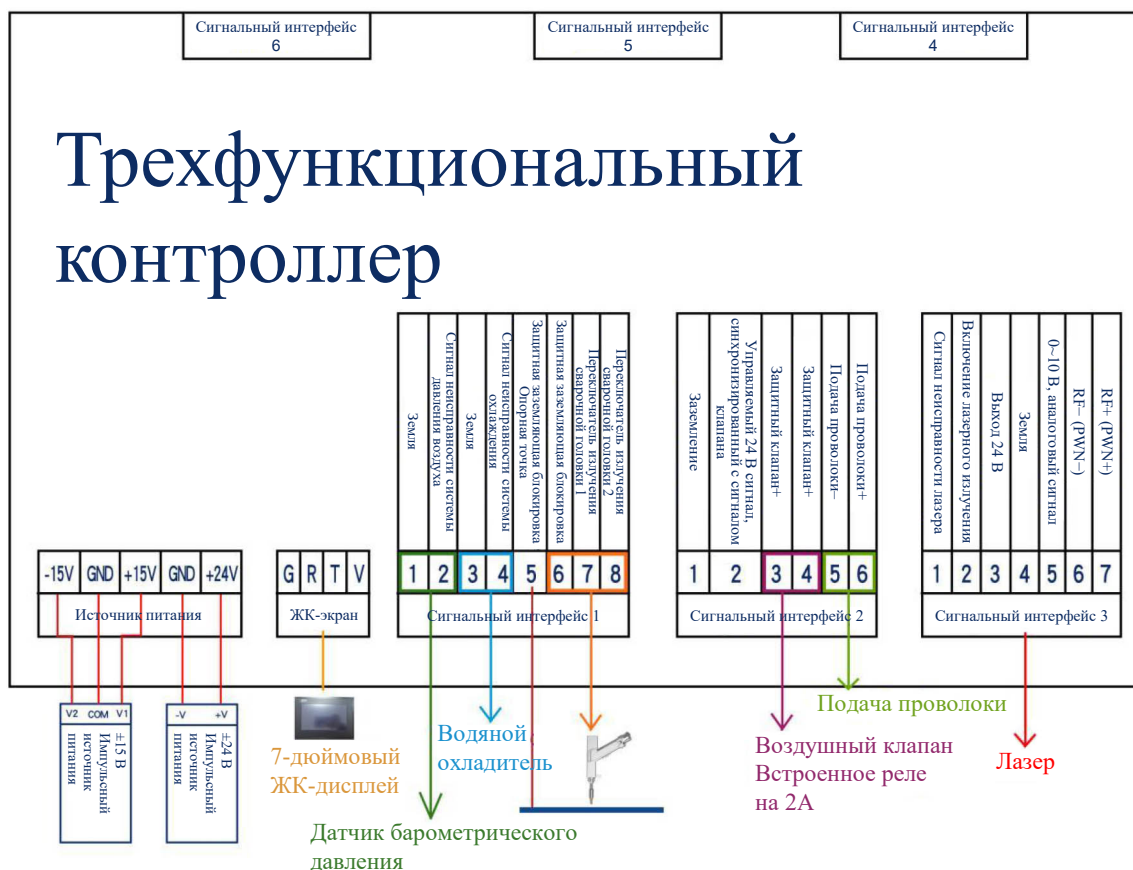 Сигнальный интерфейс
6
Сигнальный интерфейс
5
Сигнальный интерфейс
4
Трехфункциональный
контроллер
Земля
Сигнал неисправности системы
давления воздуха
Земля
Сигнал неисправности системы
охлаждения
Защитная заземляющая блокировка
Опорная точка
Защитная заземляющая блокировка
Переключатель излучения
сварочной головки 1
Переключатель излучения
сварочной головки 2
Заземление
Управляемый 24 В сигнал,
синхронизированный с сигналом
клапана
Защитный клапан+
Защитный клапан+
Подача проволоки−
Подача проволоки+
Сигнал неисправности лазера
Включение лазерного излучения
Выход 24 В
Земля
0~10 В, аналоговый сигнал
RF− (PWN−)
RF+ (PWN+)
-15V GND +15V GND +24V
G R T V
1 2 3 4 5 6 7 8
1 2 3 4 5 6
1 2 3 4 5 6 7
Источник питания
ЖК-экран
Сигнальный интерфейс 1
Сигнальный интерфейс 2
Сигнальный интерфейс 3
V2 COM V1
±15 В
Импульсный
источник
питания
-V +V
±24 В
Импульсный
источник
питания
7-дюймовый
ЖК-дисплей
Водяной
охладитель
Датчик барометрического
давления
Подача проволоки
Воздушный клапан
Встроенное реле
на 2А
Лазер